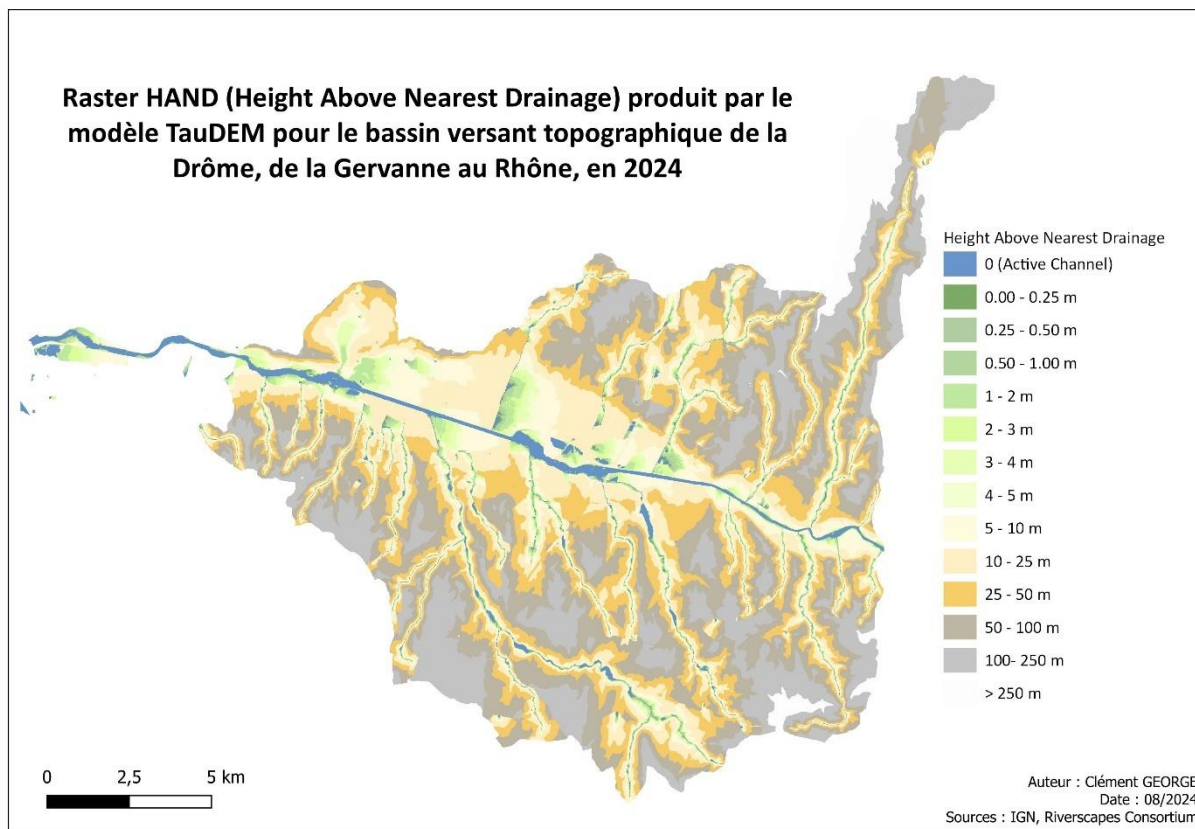 Raster HAND (Height Above Nearest Drainage) produit par le
modèle TauDEM pour le bassin versant topographique de la
Drôme, de la Gervanne au Rhône, en 2024
Height Above Nearest Drainage
0 (Active Channel)
0.00 - 0.25 m
0.25 - 0.50 m
0.50 - 1.00 m
1 - 2 m
2 - 3 m
3 - 4 m
4 - 5 m
5 - 10 m
10 - 25 m
25 - 50 m
50 - 100 m
100- 250 m
> 250 m
0 2,5 5 km
Auteur : Clément GEORGE
Date : 08/2024
Sources : IGN, Riverscapes Consortium